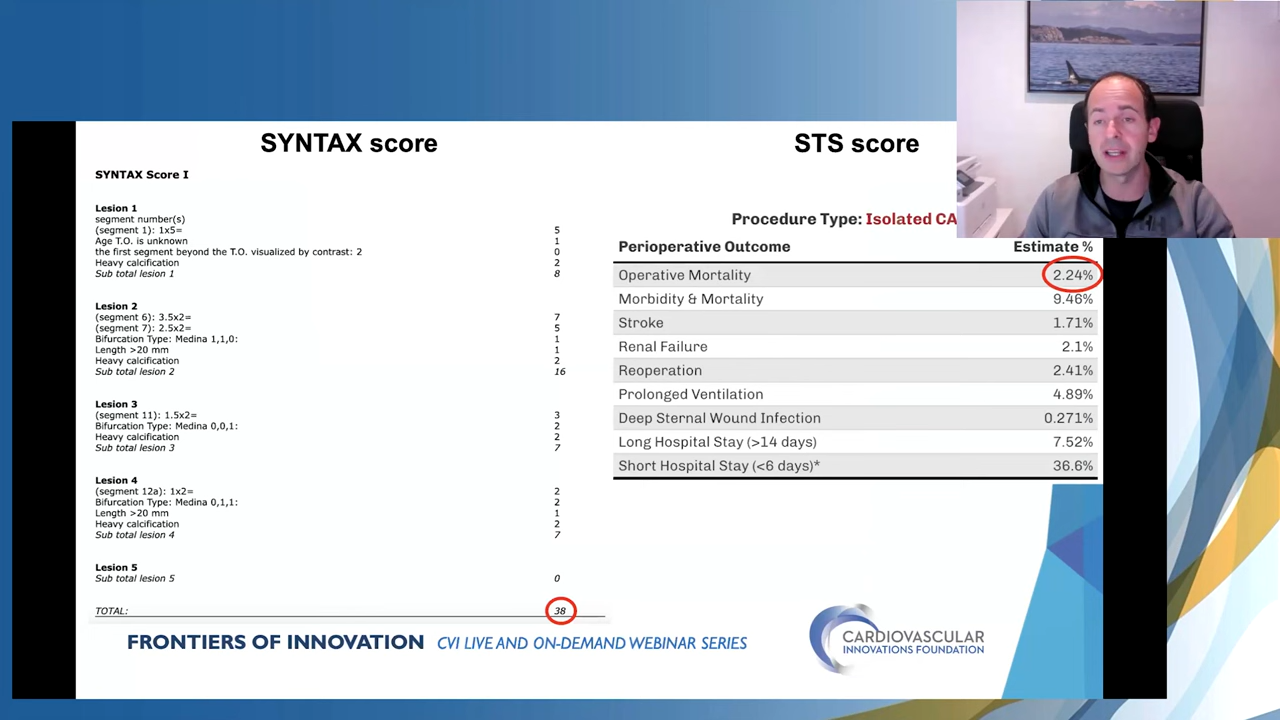 SYNTAX score
SYNTAX Score I
Lesion 1
segment number(s)
(segment 1): 1x5= 5
Age T.O. is unknown 1
the first segment beyond the T.O. visualized by contrast: 2 0
Heavy calcification 2
Sub total lesion 1 8
Lesion 2
(segment 6): 3.5x2= 7
(segment 7): 2.5x2= 5
Bifurcation Type: Medina 1,1,0: 1
Length >20 mm 1
Heavy calcification 2
Sub total lesion 2 16
Lesion 3
(segment 11): 1.5x2= 3
Bifurcation Type: Medina 0,0,1: 2
Heavy calcification 2
Sub total lesion 3 7
Lesion 4
(segment 12a): 1x2= 2
Bifurcation Type: Medina 0,1,1: 2
Length >20 mm 1
Heavy calcification 2
Sub total lesion 4 7
Lesion 5
Sub total lesion 5 0
TOTAL: 38
STS score
Procedure Type: Isolated CA
Perioperative Outcome Estimate %
Operative Mortality 2.24%
Morbidity & Mortality 9.46%
Stroke 1.71%
Renal Failure 2.1%
Reoperation 2.41%
Prolonged Ventilation 4.89%
Deep Sternal Wound Infection 0.271%
Long Hospital Stay (>14 days) 7.52%
Short Hospital Stay (<6 days)* 36.6%
FRONTIERS OF INNOVATION CVI LIVE AND ON-DEMAND WEBINAR SERIES
CARDIOVASCULAR
INNOVATIONS FOUNDATION